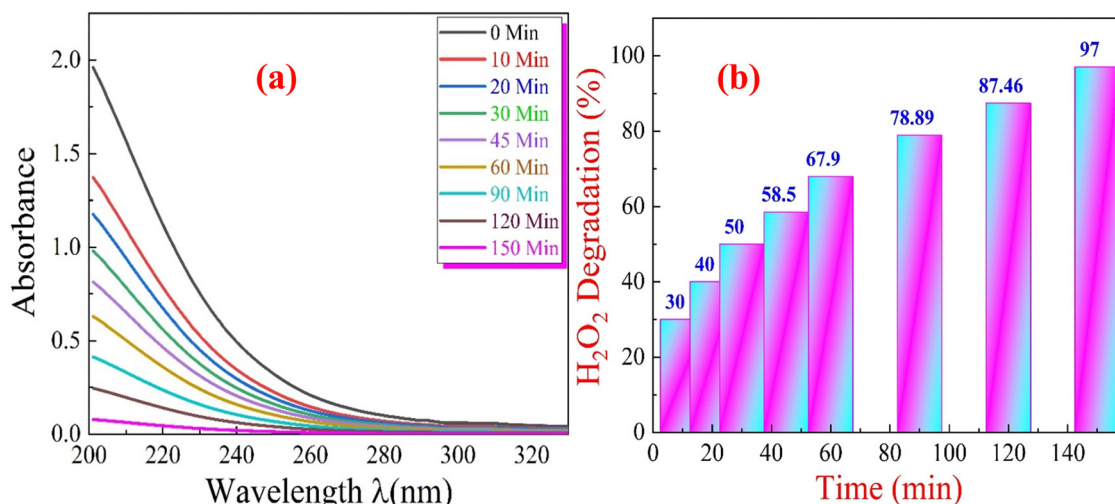 (a)
0 Min
10 Min
20 Min
30 Min
45 Min
60 Min
90 Min
120 Min
150 Min
Absorbance
2.0
1.5
1.0
0.5
0.0
200 220 240 260 280 300 320
Wavelength λ(nm)
(b)
H₂O₂ Degradation (%)
100
80
60
40
20
0
30
40
50
58.5
67.9
78.89
87.46
97
0 20 40 60 80 100 120 140
Time (min)